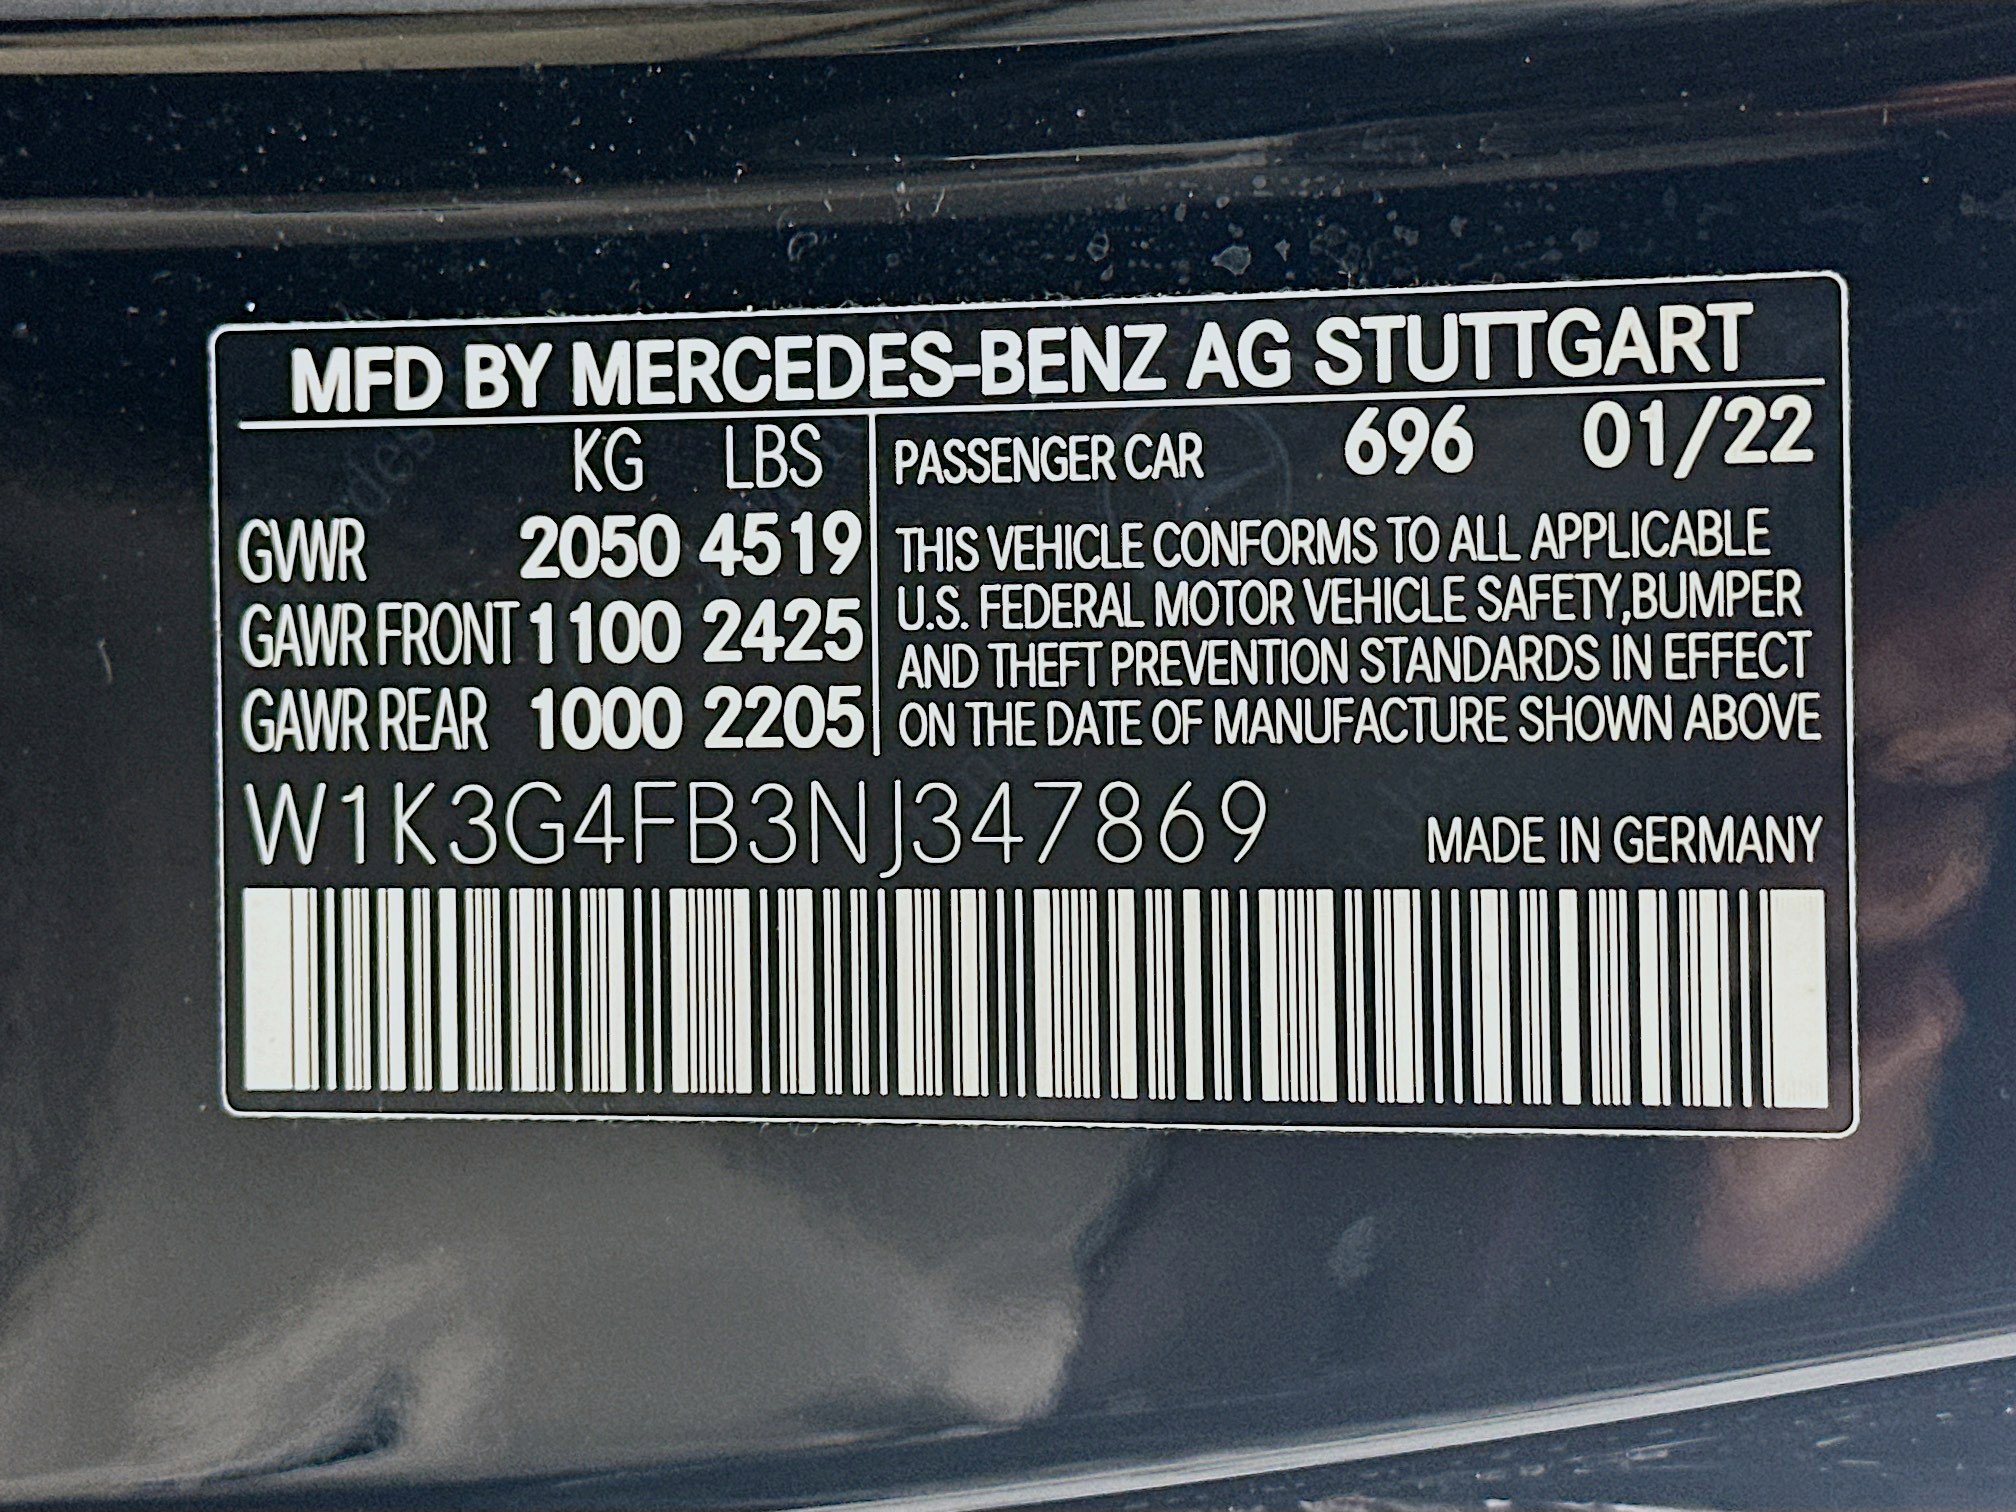 MFD BY MERCEDES-BENZ AG STUTTGART
KG LBS
GVWR 2050 4519
GAWR FRONT 1100 2425
GAWR REAR 1000 2205
PASSENGER CAR 696 01/22
THIS VEHICLE CONFORMS TO ALL APPLICABLE
U.S. FEDERAL MOTOR VEHICLE SAFETY,BUMPER
AND THEFT PREVENTION STANDARDS IN EFFECT
ON THE DATE OF MANUFACTURE SHOWN ABOVE
W1K3G4FB3NJ347869
MADE IN GERMANY